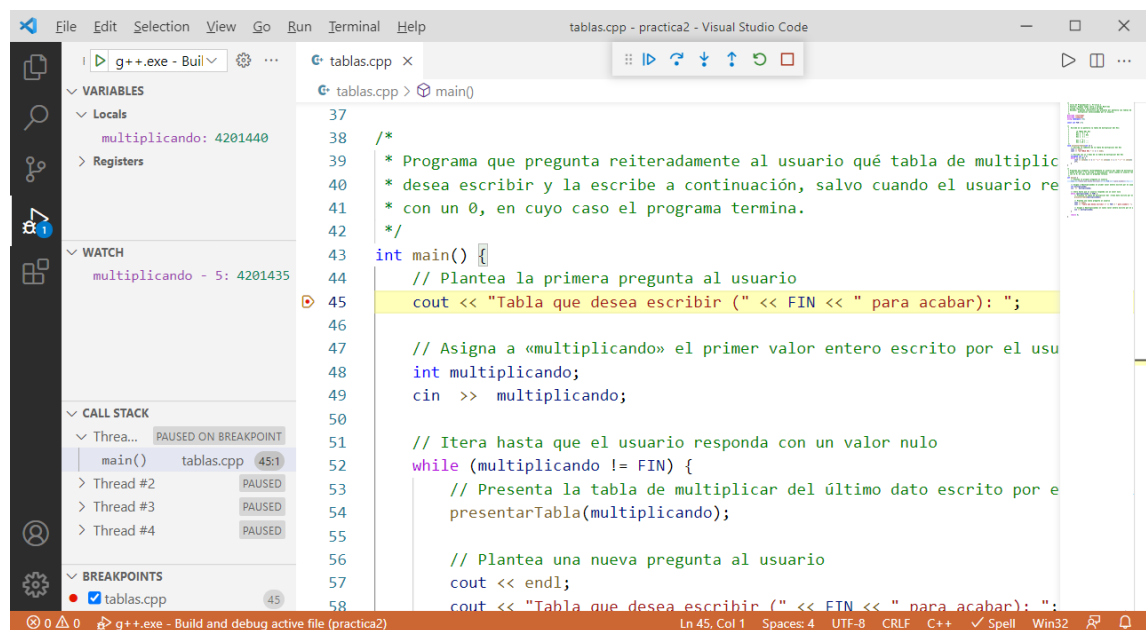 File Edit Selection View Go Run Terminal Help tablas.cpp - practica2 - Visual Studio Code
g++.exe - Buil
tablas.cpp
VARIABLES
Locals
multiplicando: 4201440
Registers
1
WATCH
multiplicando - 5: 4201435
CALL STACK
Threa... PAUSED ON BREAKPOINT
main() tablas.cpp 45:1
Thread #2 PAUSED
Thread #3 PAUSED
Thread #4 PAUSED
BREAKPOINTS
tablas.cpp 45
tablas.cpp > main()
37
38 /*
39 * Programa que pregunta reiteradamente al usuario qué tabla de multiplic
40 * desea escribir y la escribe a continuación, salvo cuando el usuario re
41 * con un 0, en cuyo caso el programa termina.
42 */
43 int main() {
44 // Plantea la primera pregunta al usuario
45 cout << "Tabla que desea escribir (" << FIN << " para acabar): ";
46
47 // Asigna a «multiplicando» el primer valor entero escrito por el usu
48 int multiplicando;
49 cin >> multiplicando;
50
51 // Itera hasta que el usuario responda con un valor nulo
52 while (multiplicando != FIN) {
53 // Presenta la tabla de multiplicar del último dato escrito por e
54 presentarTabla(multiplicando);
55
56 // Plantea una nueva pregunta al usuario
57 cout << endl;
58 cout << "Tabla que desea escribir (" << FIN << " para acabar): ";
0 0 g++.exe - Build and debug active file (practica2) Ln 45, Col 1 Spaces: 4 UTF-8 CRLF C++ Spell Win32